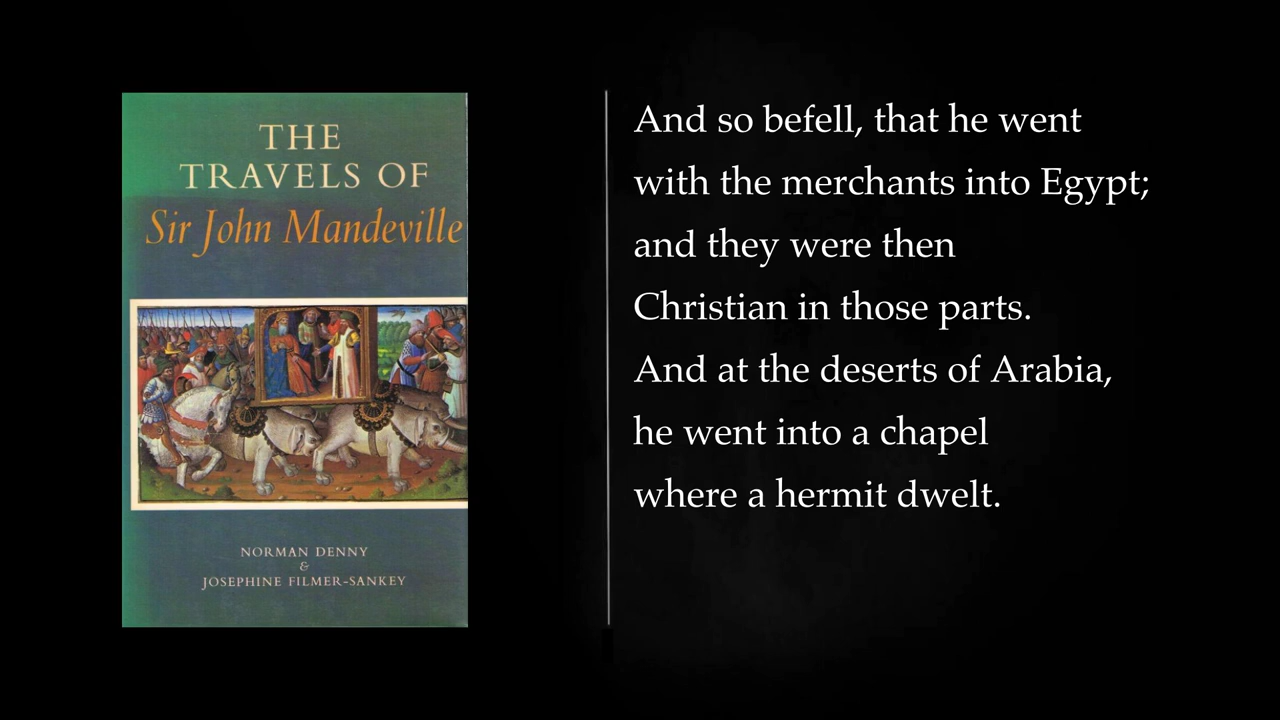 THE
TRAVELS OF
Sir John Mandeville
NORMAN DENNY
&
JOSEPHINE FILMER-SANKEY
And so befell, that he went
with the merchants into Egypt;
and they were then
Christian in those parts.
And at the deserts of Arabia,
he went into a chapel
where a hermit dwelt.